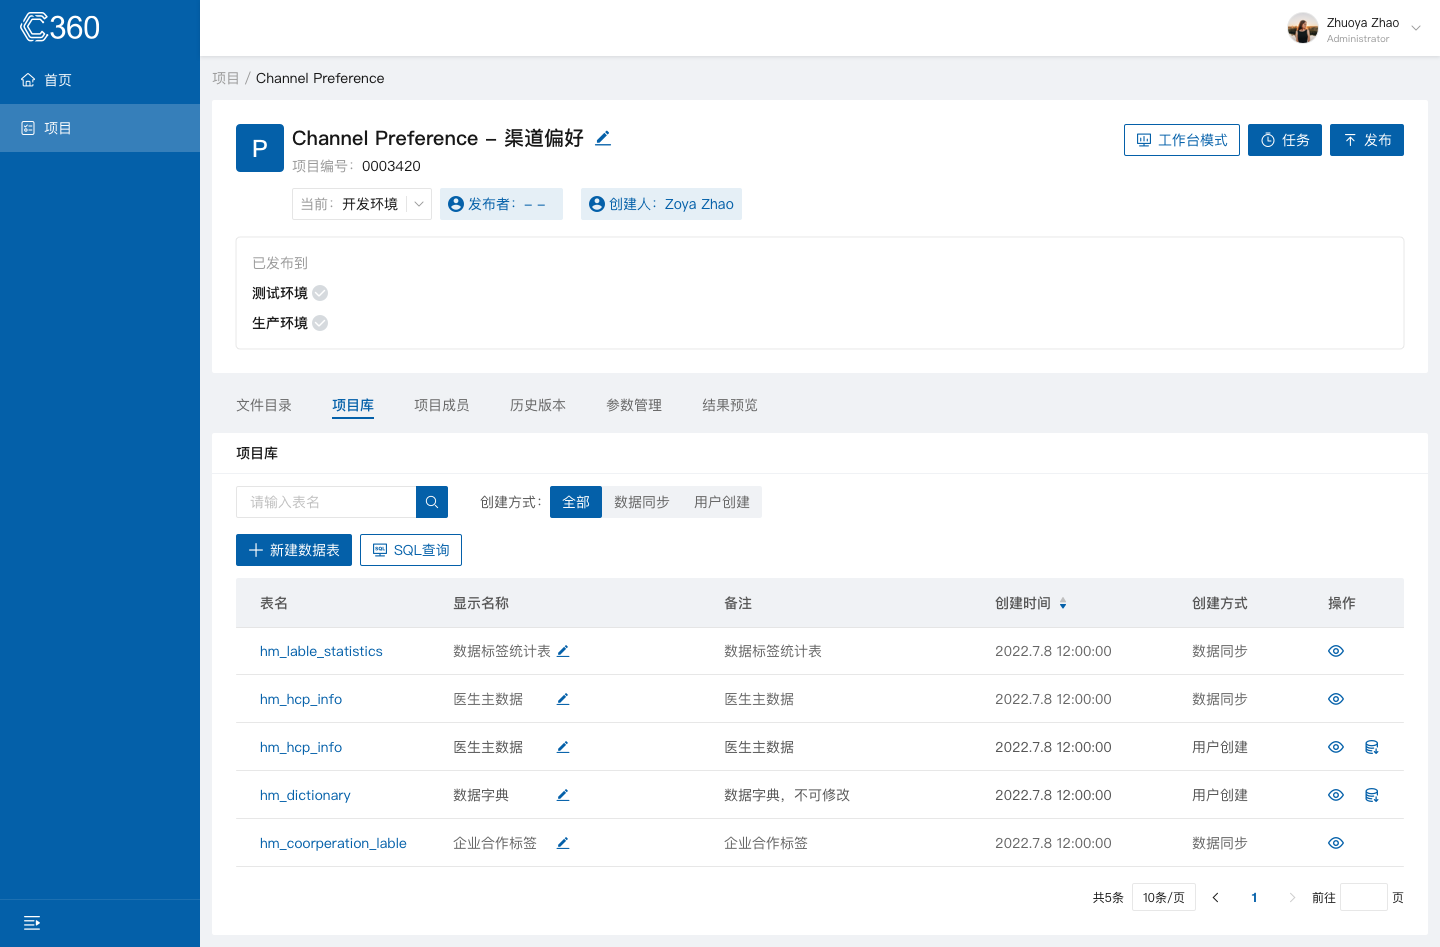 C360
Zhuoya Zhao
Administrator
首页
项目
项目 / Channel Preference
P
Channel Preference – 渠道偏好
项目编号：0003420
工作台模式
任务
发布
当前：开发环境
发布者：– –
创建人：Zoya Zhao
已发布到
测试环境
生产环境
文件目录 项目库 项目成员 历史版本 参数管理 结果预览
项目库
请输入表名
创建方式： 全部 数据同步 用户创建
新建数据表
SQL查询
表名 显示名称 备注 创建时间 创建方式 操作
hm_lable_statistics 数据标签统计表 数据标签统计表 2022.7.8 12:00:00 数据同步
hm_hcp_info 医生主数据 医生主数据 2022.7.8 12:00:00 数据同步
hm_hcp_info 医生主数据 医生主数据 2022.7.8 12:00:00 用户创建
hm_dictionary 数据字典 数据字典，不可修改 2022.7.8 12:00:00 用户创建
hm_coorperation_lable 企业合作标签 企业合作标签 2022.7.8 12:00:00 数据同步
共5条 10条/页 1 前往 页